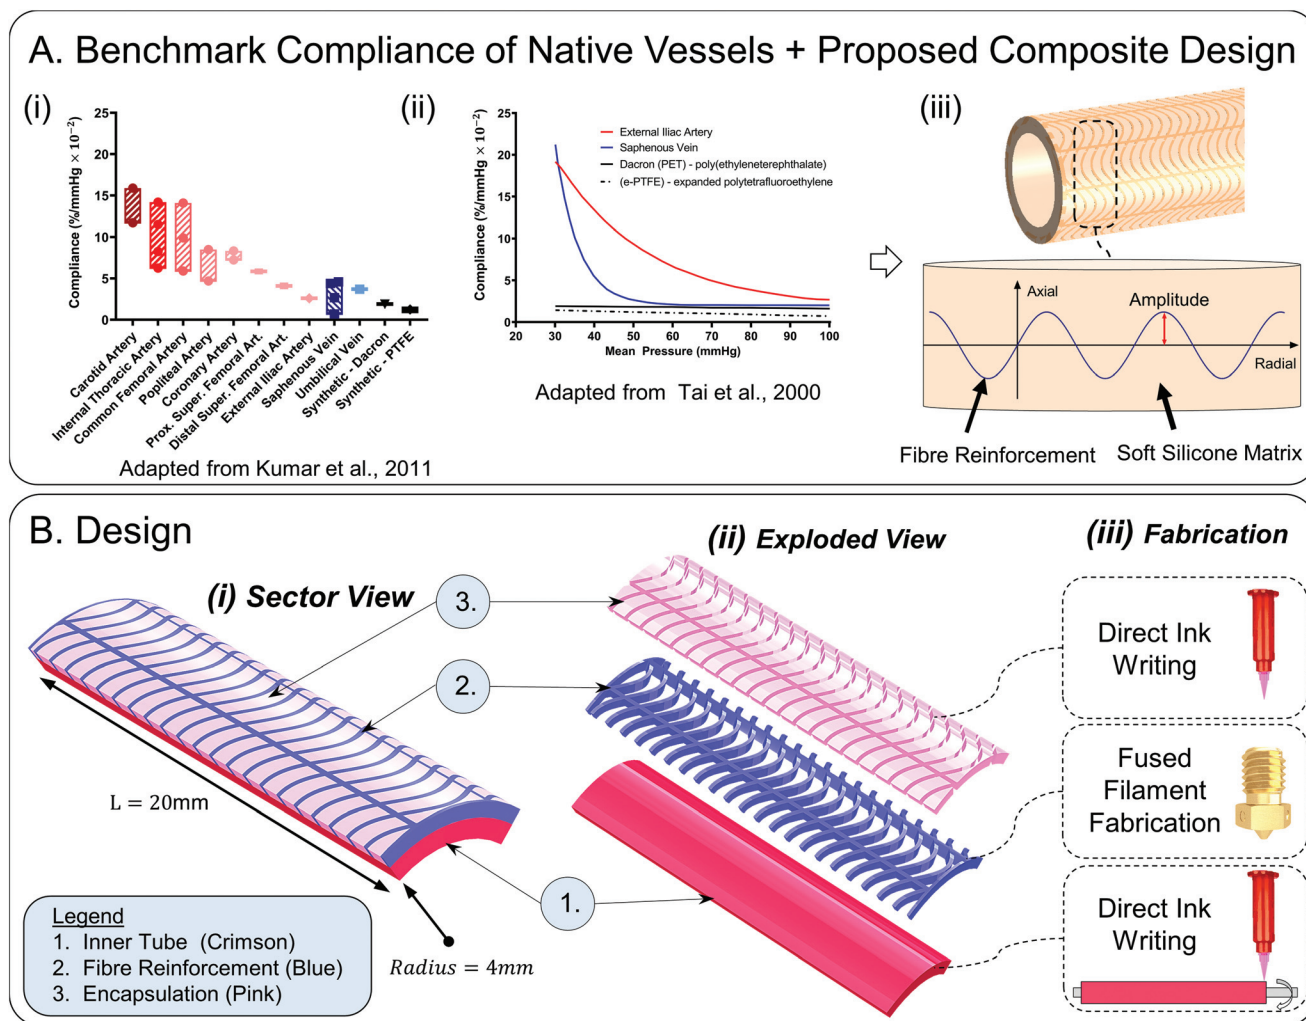 A. Benchmark Compliance of Native Vessels + Proposed Composite Design
(i)
Compliance (%/mmHg × 10⁻²)
25
20
15
10
5
0
Carotid Artery
Internal Thoracic Artery
Common Femoral Artery
Popliteal Artery
Coronary Artery
Prox. Super. Femoral Art.
Distal Super. Femoral Art.
External Iliac Artery
Saphenous Vein
Umbilical Vein
Synthetic - Dacron
Synthetic - PTFE
Adapted from Kumar et al., 2011
(ii)
Compliance (%/mmHg × 10⁻²)
25
20
15
10
5
0
20
30
40
50
60
70
80
90
100
Mean Pressure (mmHg)
External Iliac Artery
Saphenous Vein
Dacron (PET) - poly(ethyleneterephthalate)
(e-PTFE) - expanded polytetrafluoroethylene
Adapted from Tai et al., 2000
(iii)
Axial
Amplitude
Radial
Fibre Reinforcement
Soft Silicone Matrix
B. Design
(i) Sector View
3.
2.
1.
L = 20mm
Radius = 4mm
Legend
1. Inner Tube (Crimson)
2. Fibre Reinforcement (Blue)
3. Encapsulation (Pink)
(ii) Exploded View
(iii) Fabrication
Direct Ink
Writing
Fused
Filament
Fabrication
Direct Ink
Writing